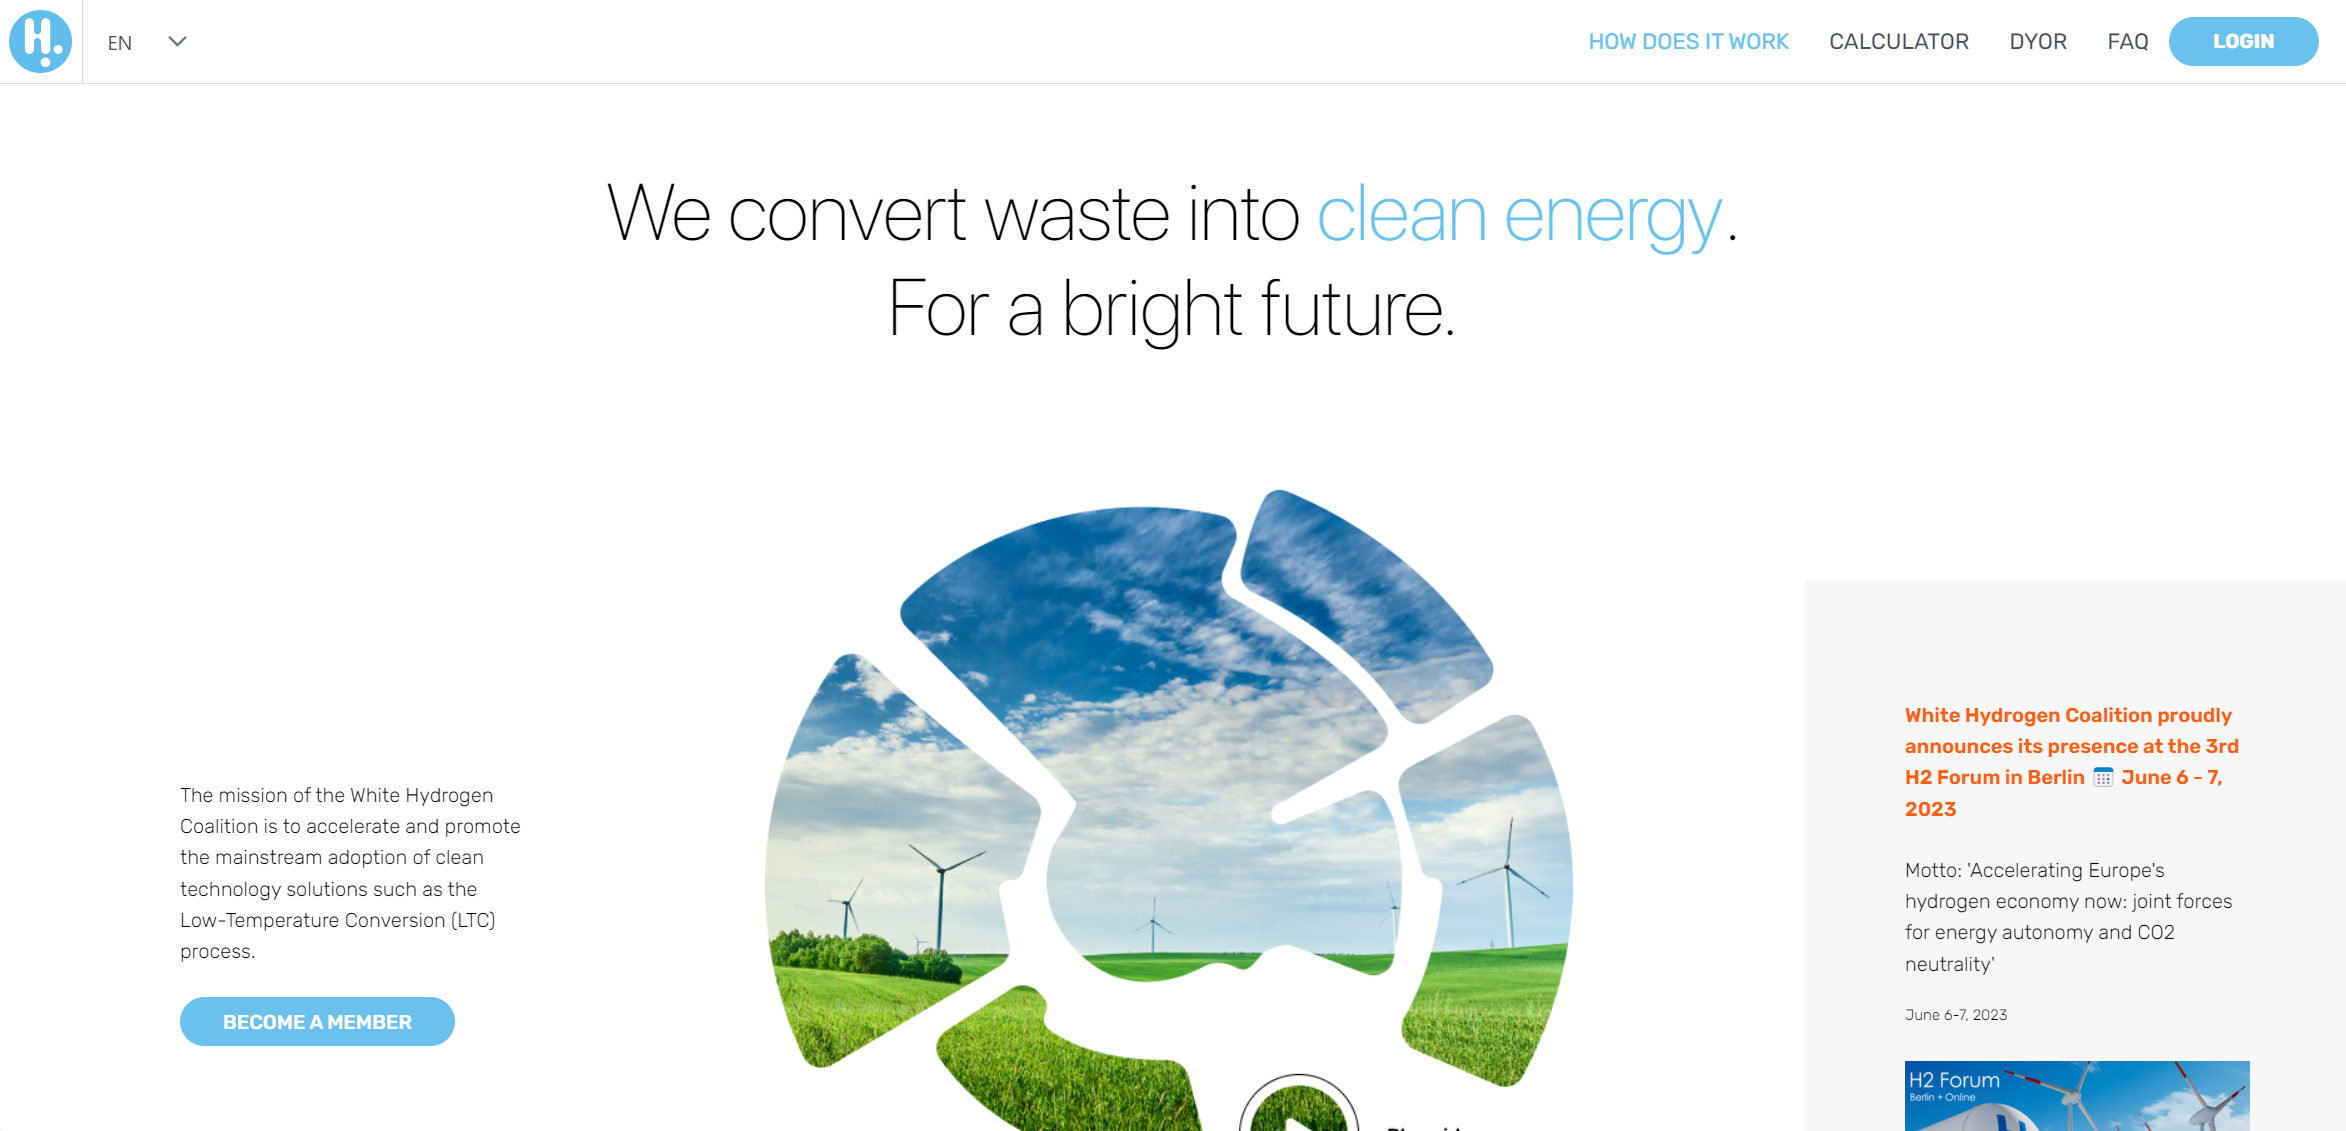 H.
EN
HOW DOES IT WORK
CALCULATOR
DYOR
FAQ
LOGIN
We convert waste into clean energy.
For a bright future.
The mission of the White Hydrogen
Coalition is to accelerate and promote
the mainstream adoption of clean
technology solutions such as the
Low-Temperature Conversion (LTC)
process.
BECOME A MEMBER
White Hydrogen Coalition proudly
announces its presence at the 3rd
H2 Forum in Berlin 📅 June 6 - 7,
2023
Motto: 'Accelerating Europe's
hydrogen economy now: joint forces
for energy autonomy and CO2
neutrality'
June 6-7, 2023
H2 Forum
Berlin + Online